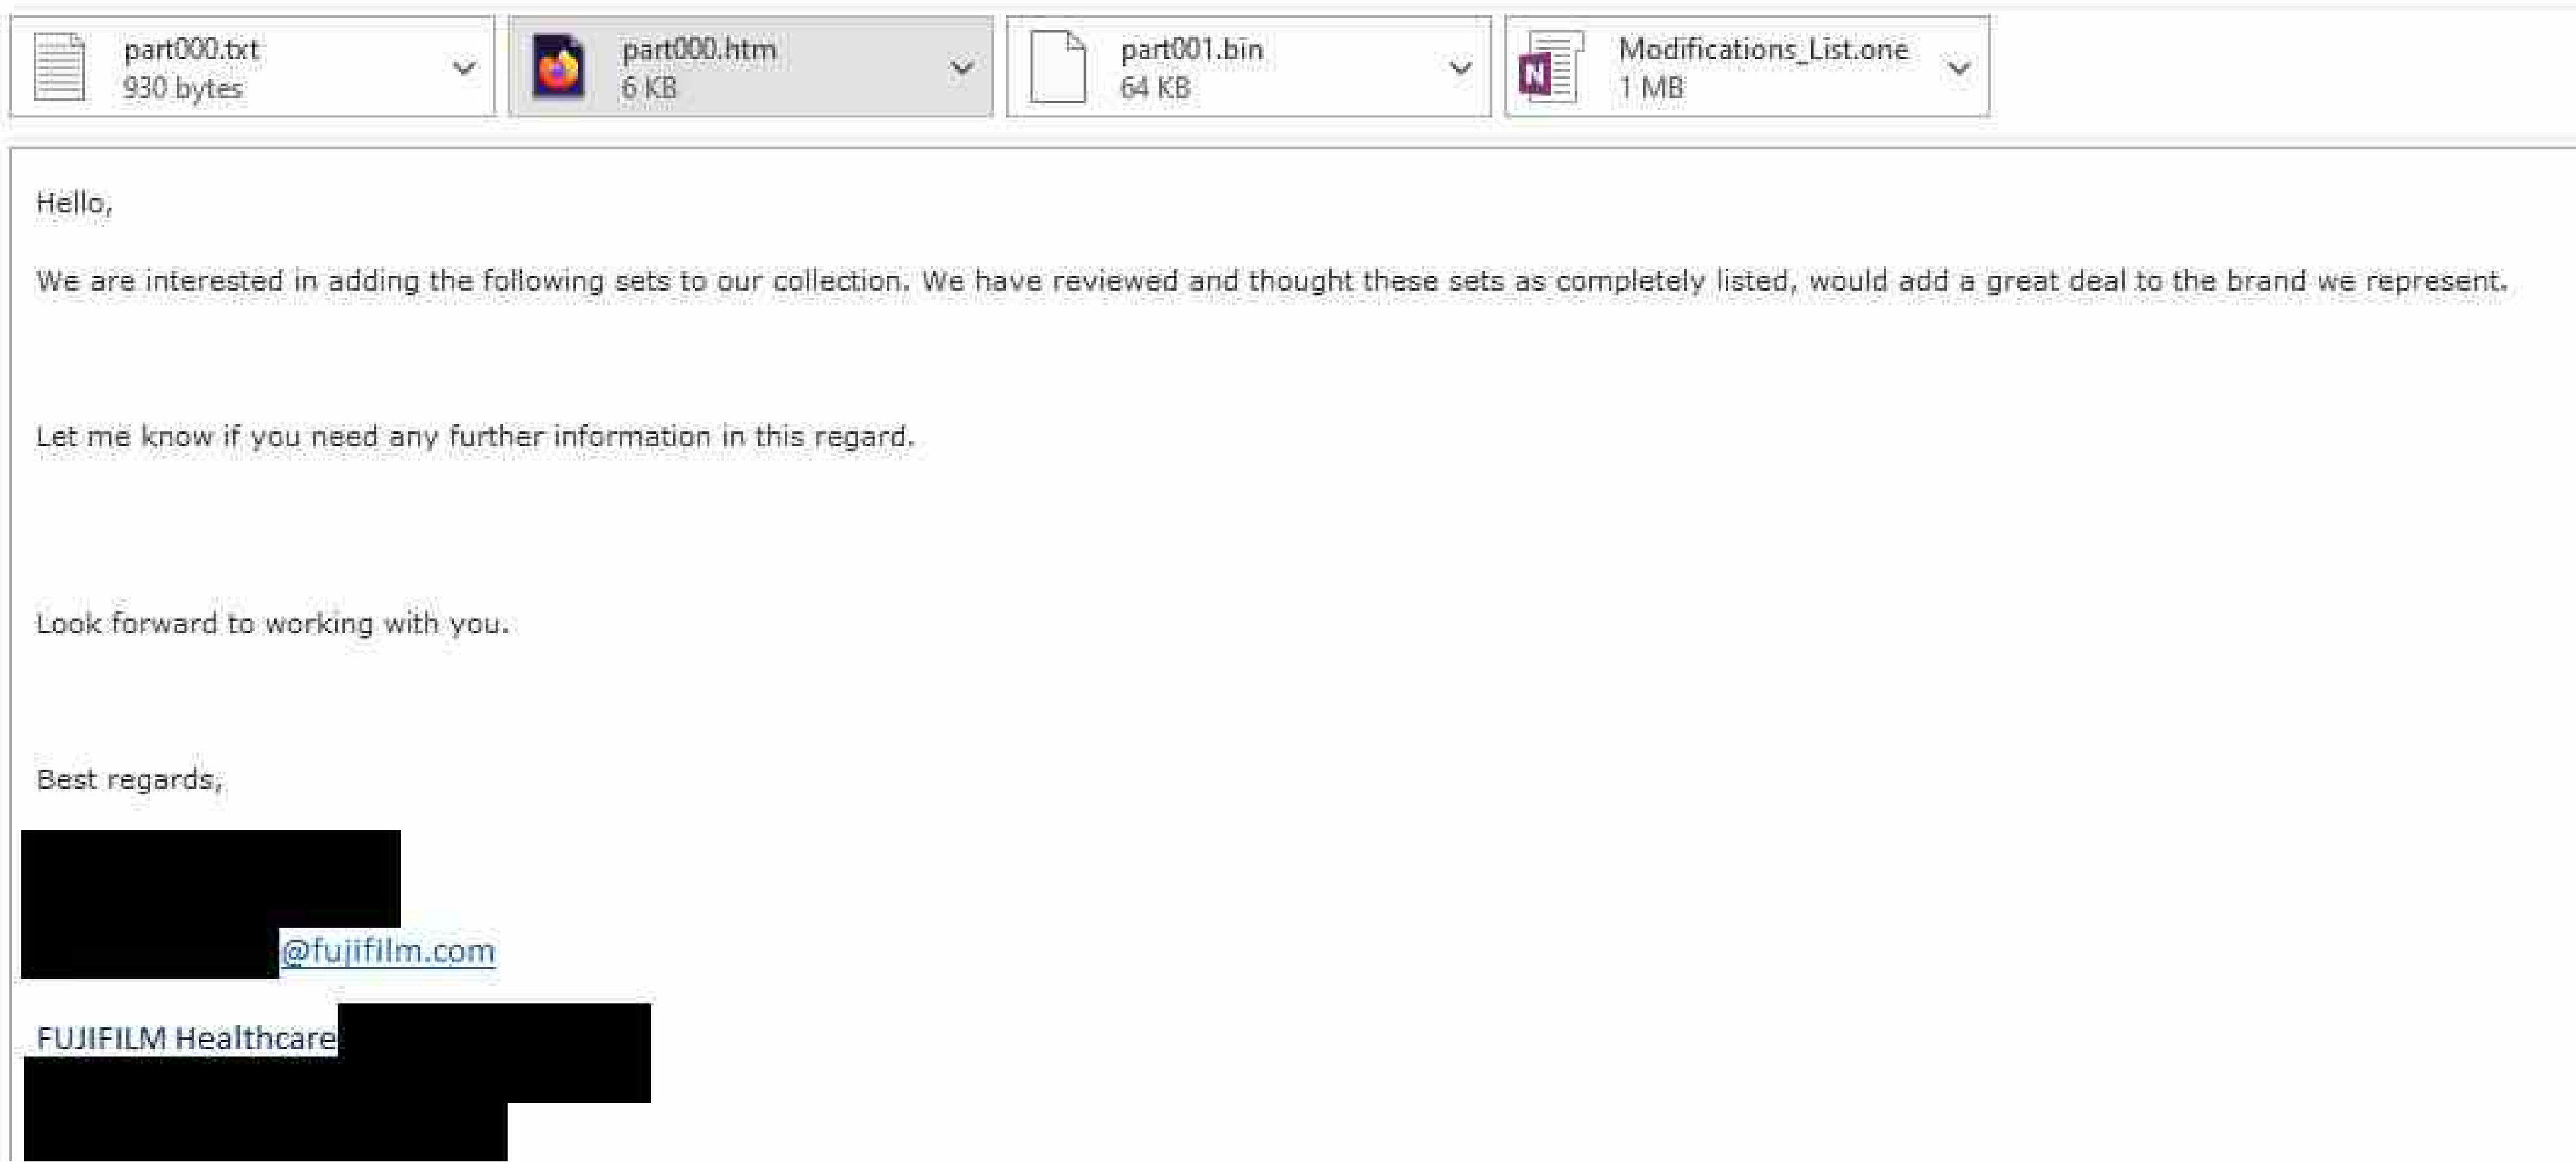 part000.txt
930 bytes
part000.htm
6 KB
part001.bin
64 KB
Modifications_List.one
1 MB
Hello,
We are interested in adding the following sets to our collection. We have reviewed and thought these sets as completely listed, would add a great deal to the brand we represent.
Let me know if you need any further information in this regard.
Look forward to working with you.
Best regards,
@fujifilm.com
FUJIFILM Healthcare